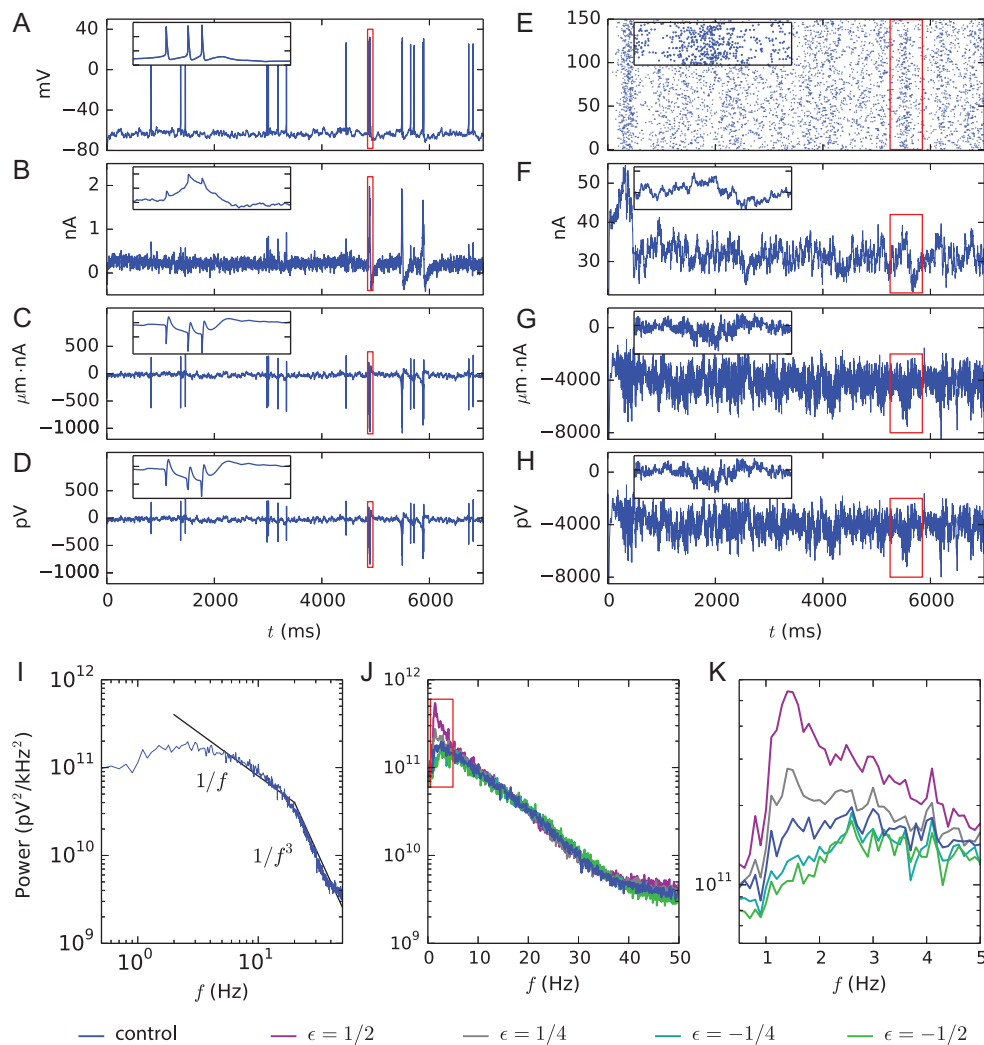 A
40
0
−40
−80
mV
B
2
1
0
nA
C
500
0
−500
−1000
μm·nA
D
500
0
−500
−1000
pV
0 2000 4000 6000
t (ms)
E
150
100
50
0
F
50
40
30
nA
G
0
−4000
−8000
μm·nA
H
0
−4000
−8000
pV
0 2000 4000 6000
t (ms)
I
10¹²
10¹¹
10¹⁰
10⁹
Power (pV²/kHz²)
1/f
1/f³
10⁰ 10¹
f (Hz)
J
10¹²
10¹¹
10¹⁰
10⁹
0 10 20 30 40 50
f (Hz)
K
10¹¹
1 2 3 4 5
f (Hz)
control ϵ = 1/2 ϵ = 1/4 ϵ = −1/4 ϵ = −1/2